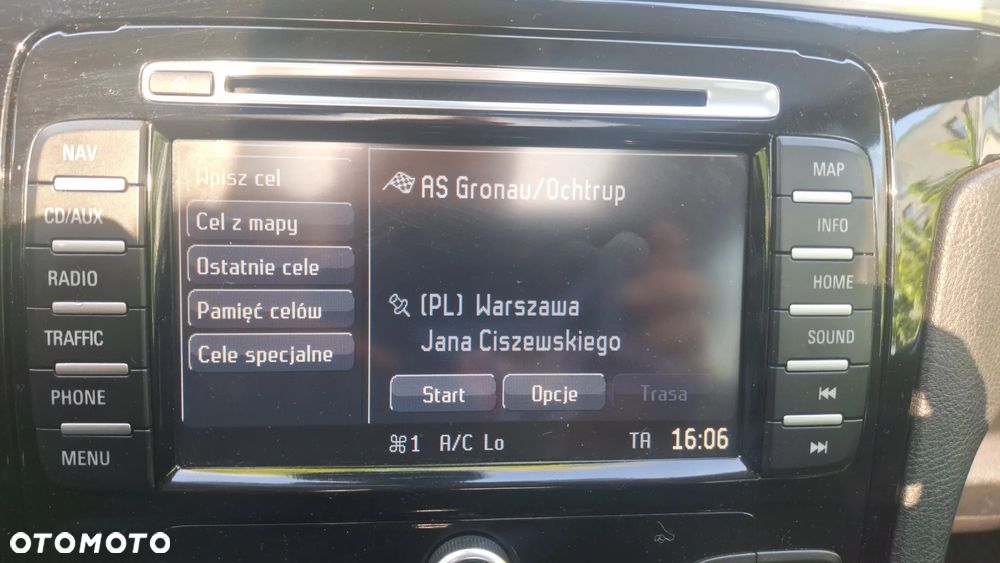 NAV
CD/AUX
RADIO
TRAFFIC
PHONE
MENU
Wpisz cel
Cel z mapy
Ostatnie cele
Pamięć celów
Cele specjalne
AS Gronau/Ochtrup
(PL) Warszawa
Jana Ciszewskiego
Start Opcje Trasa
1 A/C Lo TA 16:06
MAP
INFO
HOME
SOUND
OTOMOTO